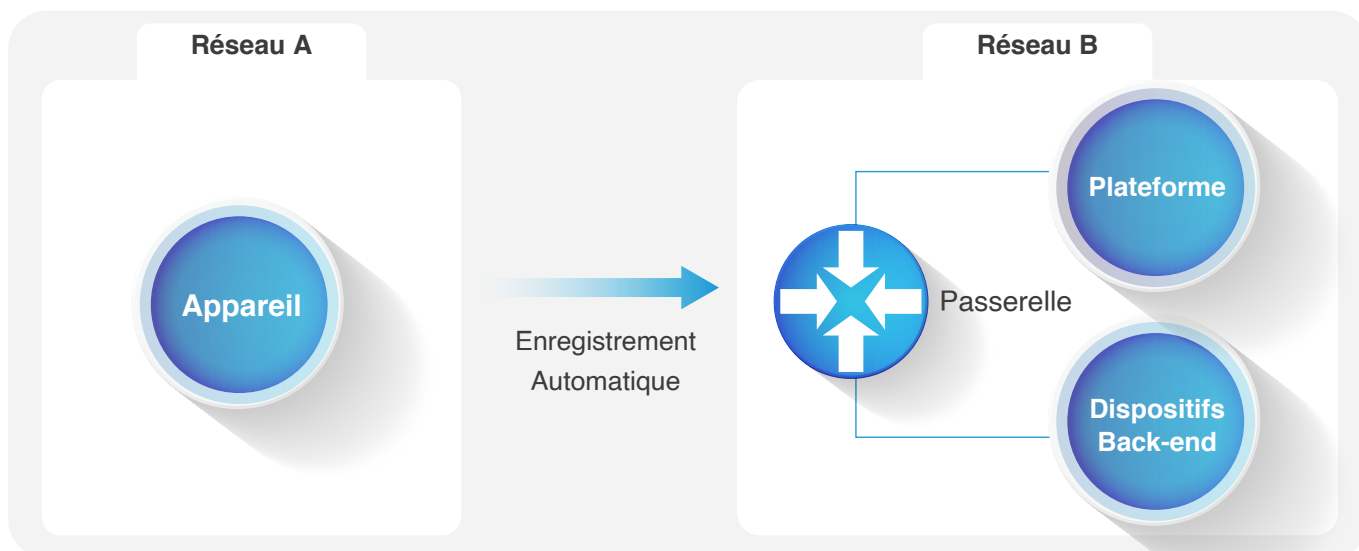 Réseau A
Réseau B
Appareil
Enregistrement
Automatique
Passerelle
Plateforme
Dispositifs
Back-end